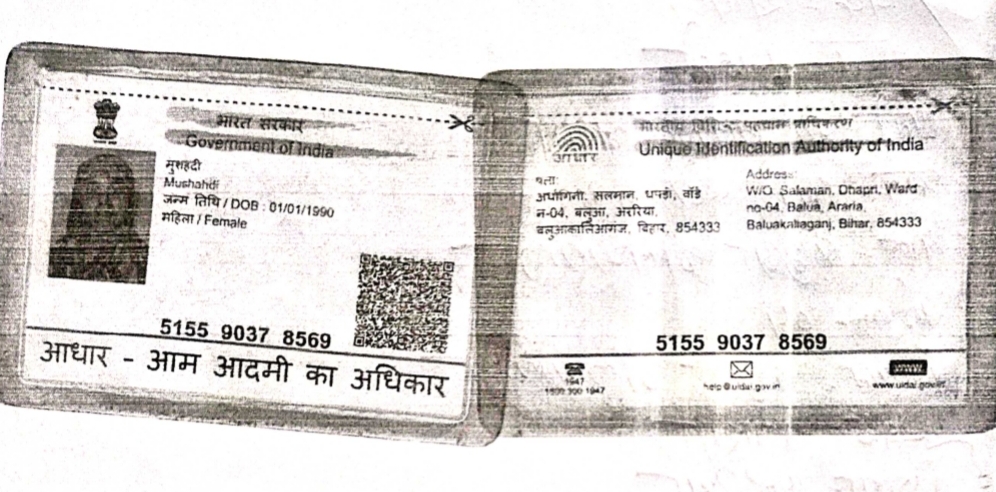 भारत सरकार
Government of India
मुशहदी
Mushahdi
जन्म तिथि / DOB : 01/01/1990
महिला / Female
5155 9037 8569
आधार - आम आदमी का अधिकार
आधार
Unique Identification Authority of India
पता:
अर्धांगिनी, सलमान, धपड़ी, वॉर्ड
न-04, बलुआ, अररिया,
बलुआकालिआगंज, बिहार, 854333
Address:
W/O. Salaman, Dhapri, Ward
no-04, Balua, Araria,
Baluakaliaganj, Bihar, 854333
5155 9037 8569
1947
1800 300 1947
help@uidai.gov.in
www.uidai.gov.in